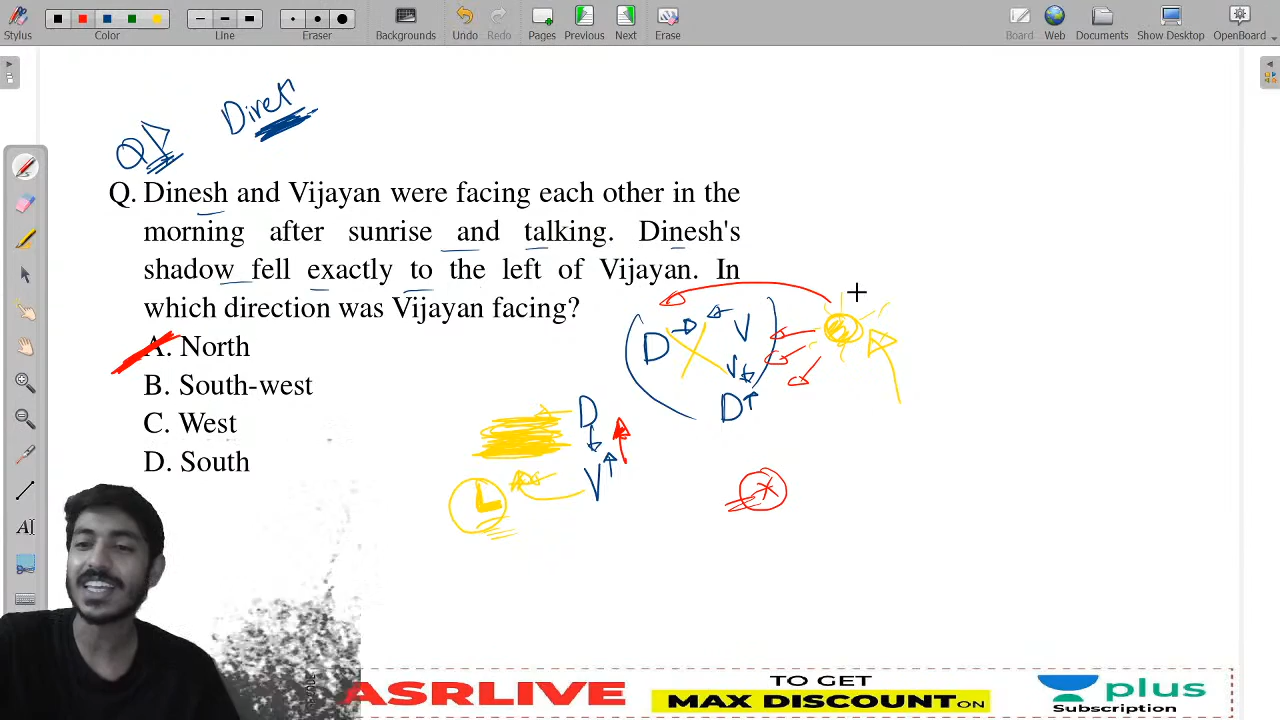 Stylus
Color
Line
Eraser
Backgrounds
Undo
Redo
Pages
Previous
Next
Erase
Board
Web
Documents
Show Desktop
OpenBoard
Q1
Q. Dinesh and Vijayan were facing each other in the
morning after sunrise and talking. Dinesh's
shadow fell exactly to the left of Vijayan. In
which direction was Vijayan facing?
A. North
B. South-west
C. West
D. South
D V
V
D
D
V
L
AI
ASRLIVE
TO GET
MAX DISCOUNT ON
plus
Subscription